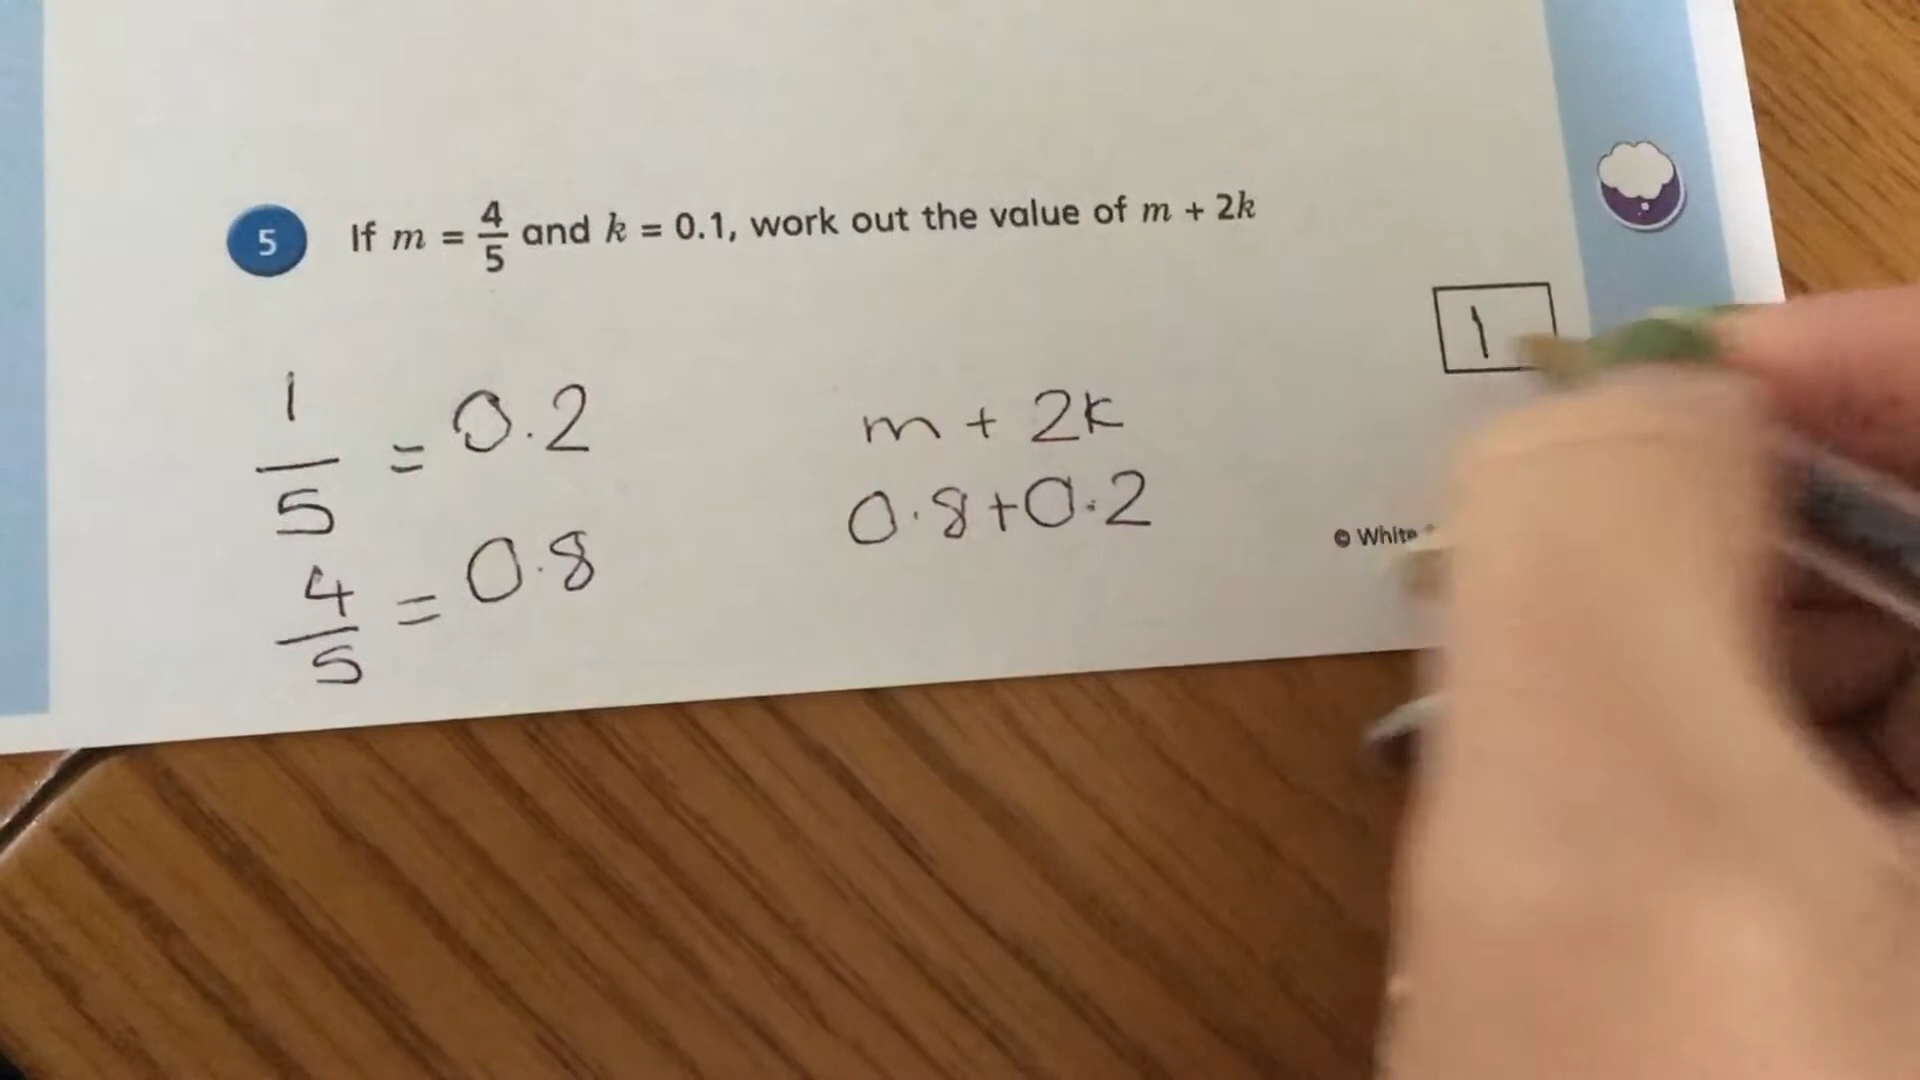 5 If m = 4/5 and k = 0.1, work out the value of m + 2k
1
1/5 = 0.2
m + 2k
4/5 = 0.8
0.8+0.2
© White